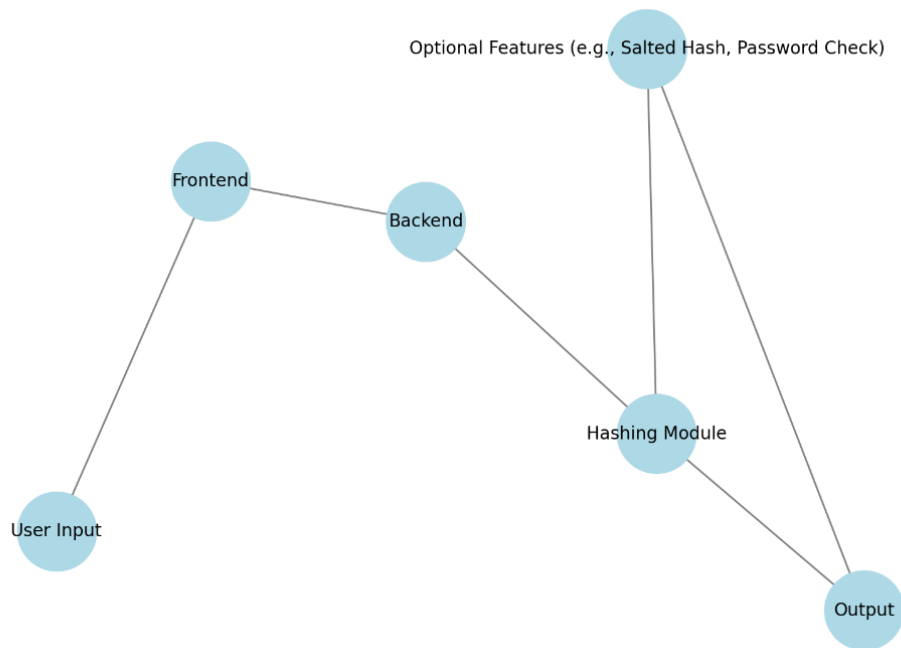 Optional Features (e.g., Salted Hash, Password Check)
Frontend
Backend
Hashing Module
User Input
Output